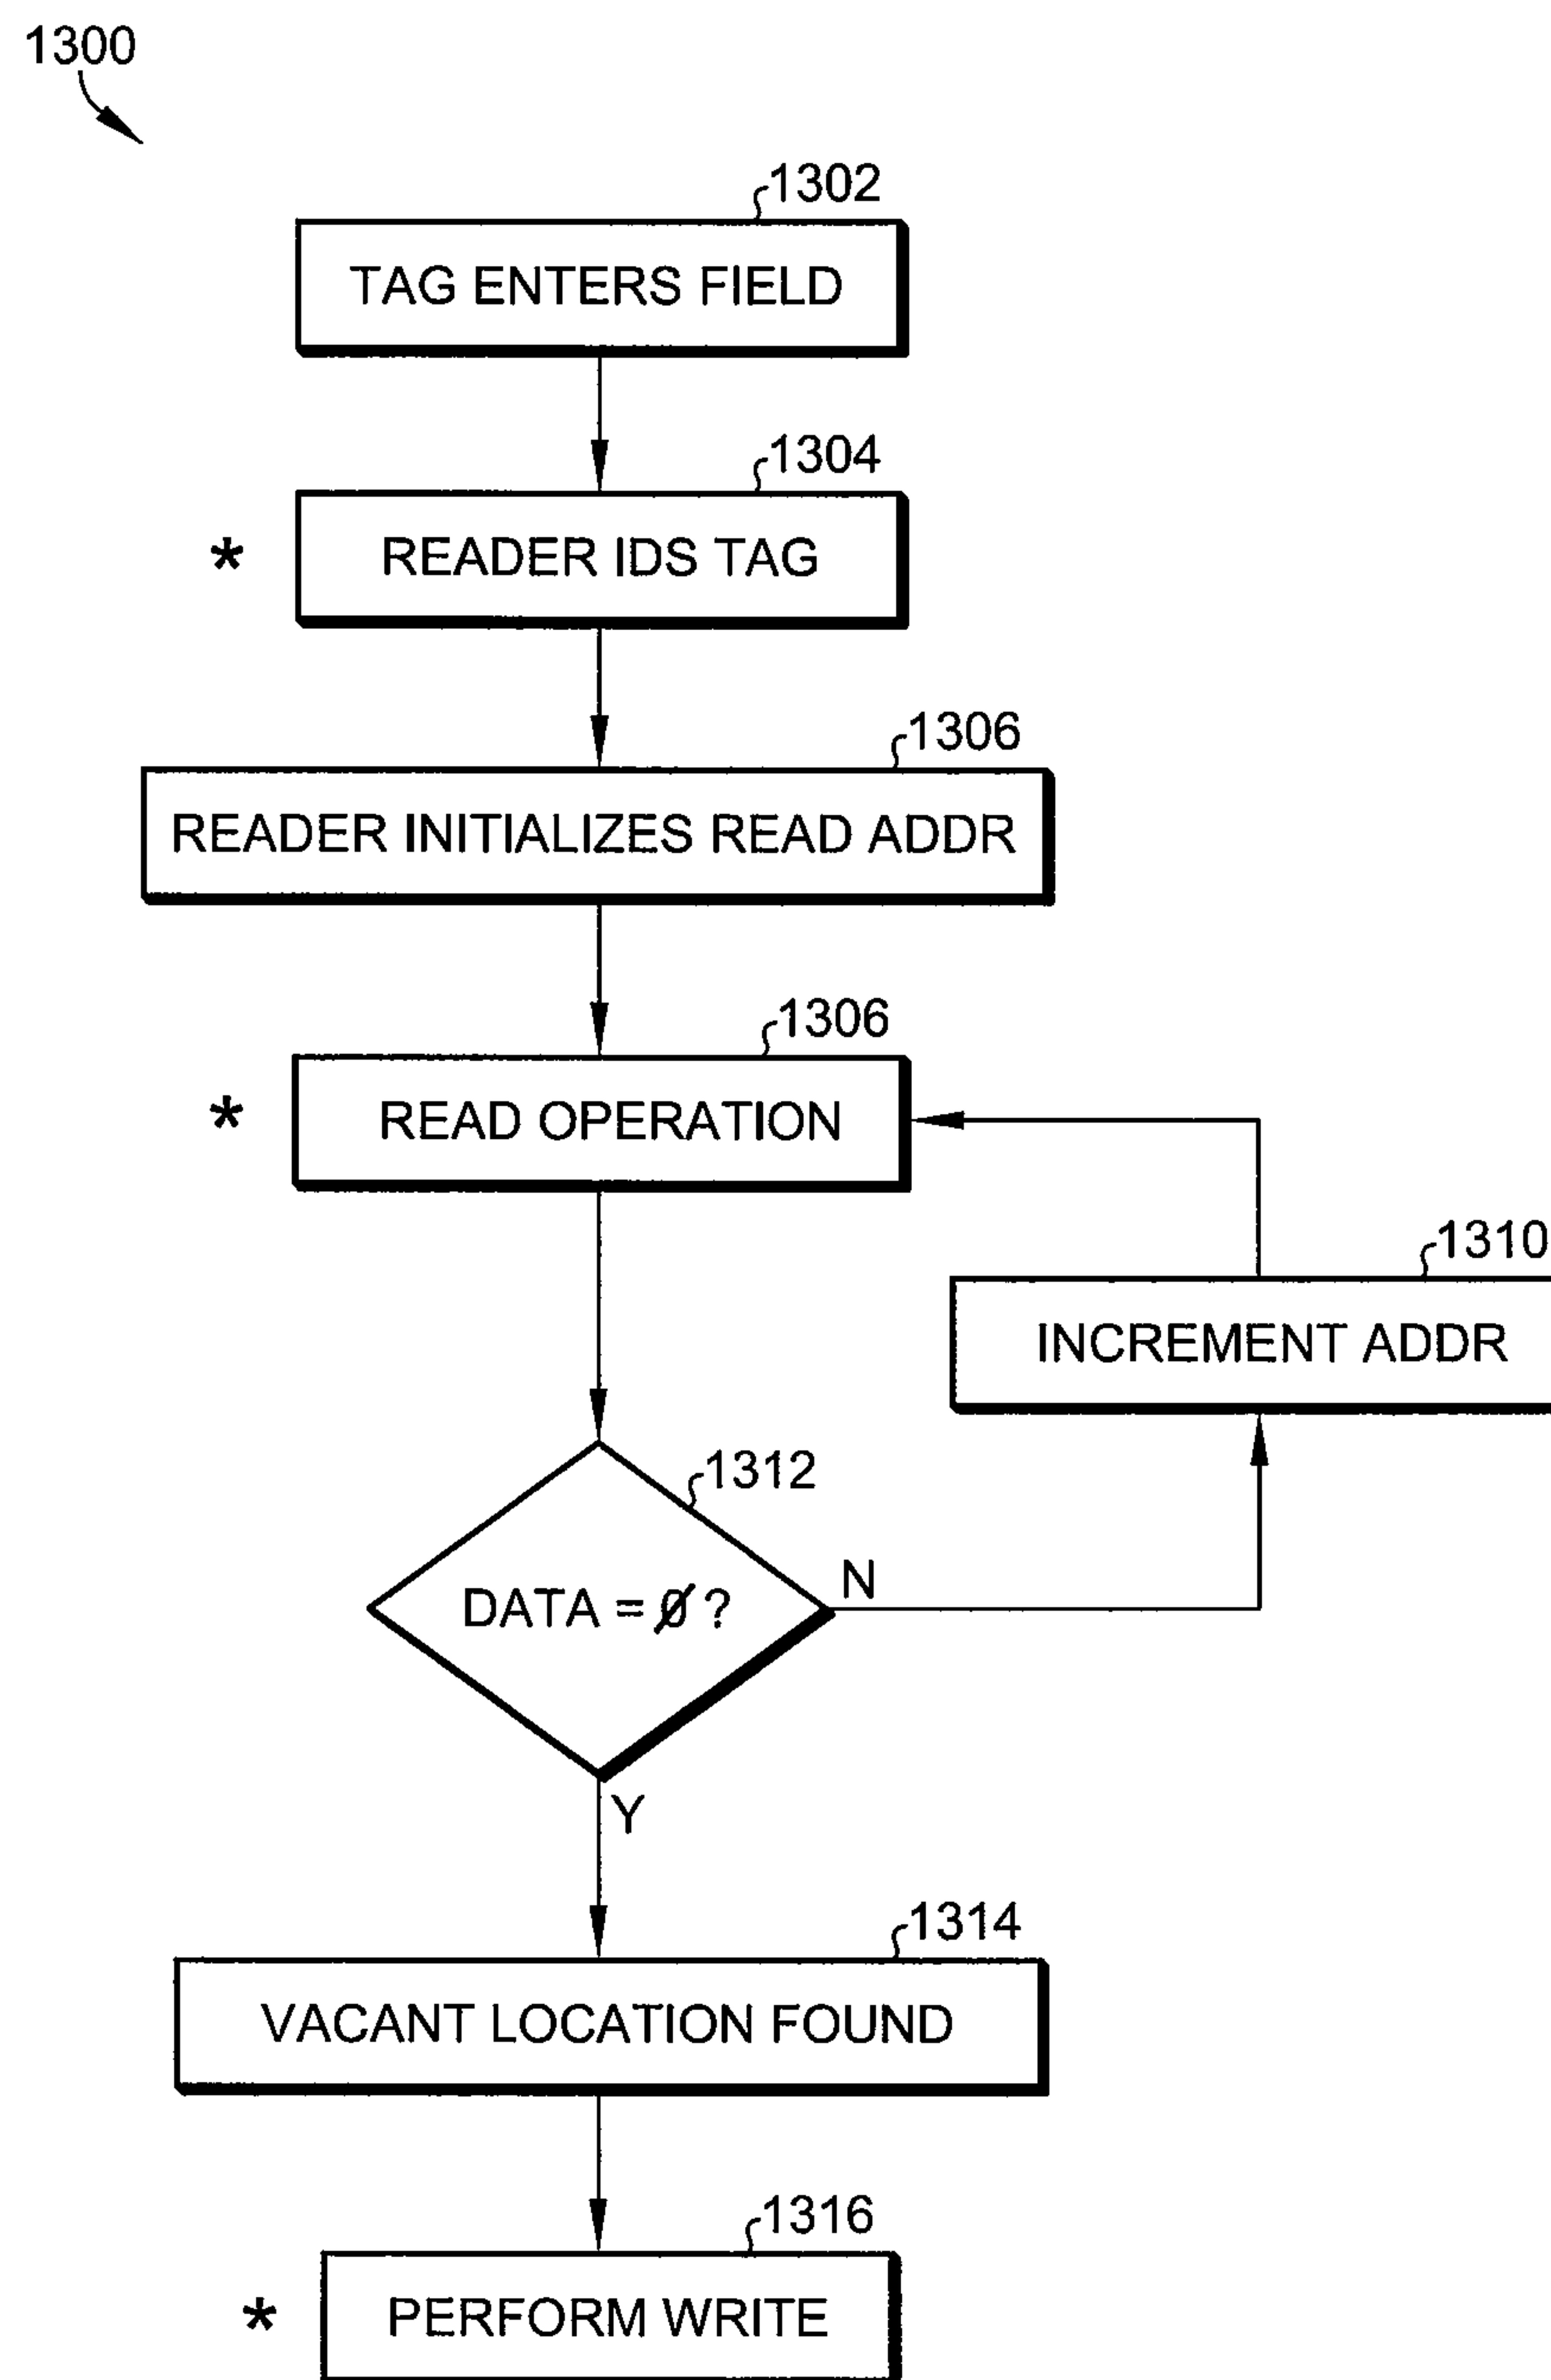 1300
1302
TAG ENTERS FIELD
1304
* READER IDS TAG
1306
READER INITIALIZES READ ADDR
1306
* READ OPERATION
1310
INCREMENT ADDR
1312
DATA = Ø ?
N
Y
1314
VACANT LOCATION FOUND
1316
* PERFORM WRITE